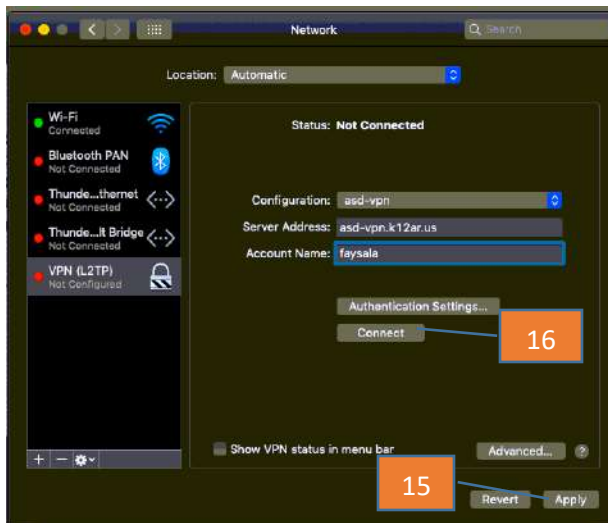 Network
Search
Location: Automatic
Wi-Fi
Connected
Bluetooth PAN
Not Connected
Thunde...thernet
Not Connected
Thunde...lt Bridge
Not Connected
VPN (L2TP)
Not Configured
Status: Not Connected
Configuration: asd-vpn
Server Address: asd-vpn.k12ar.us
Account Name: faysala
Authentication Settings...
Connect
16
Show VPN status in menu bar
Advanced... ?
15
Revert Apply